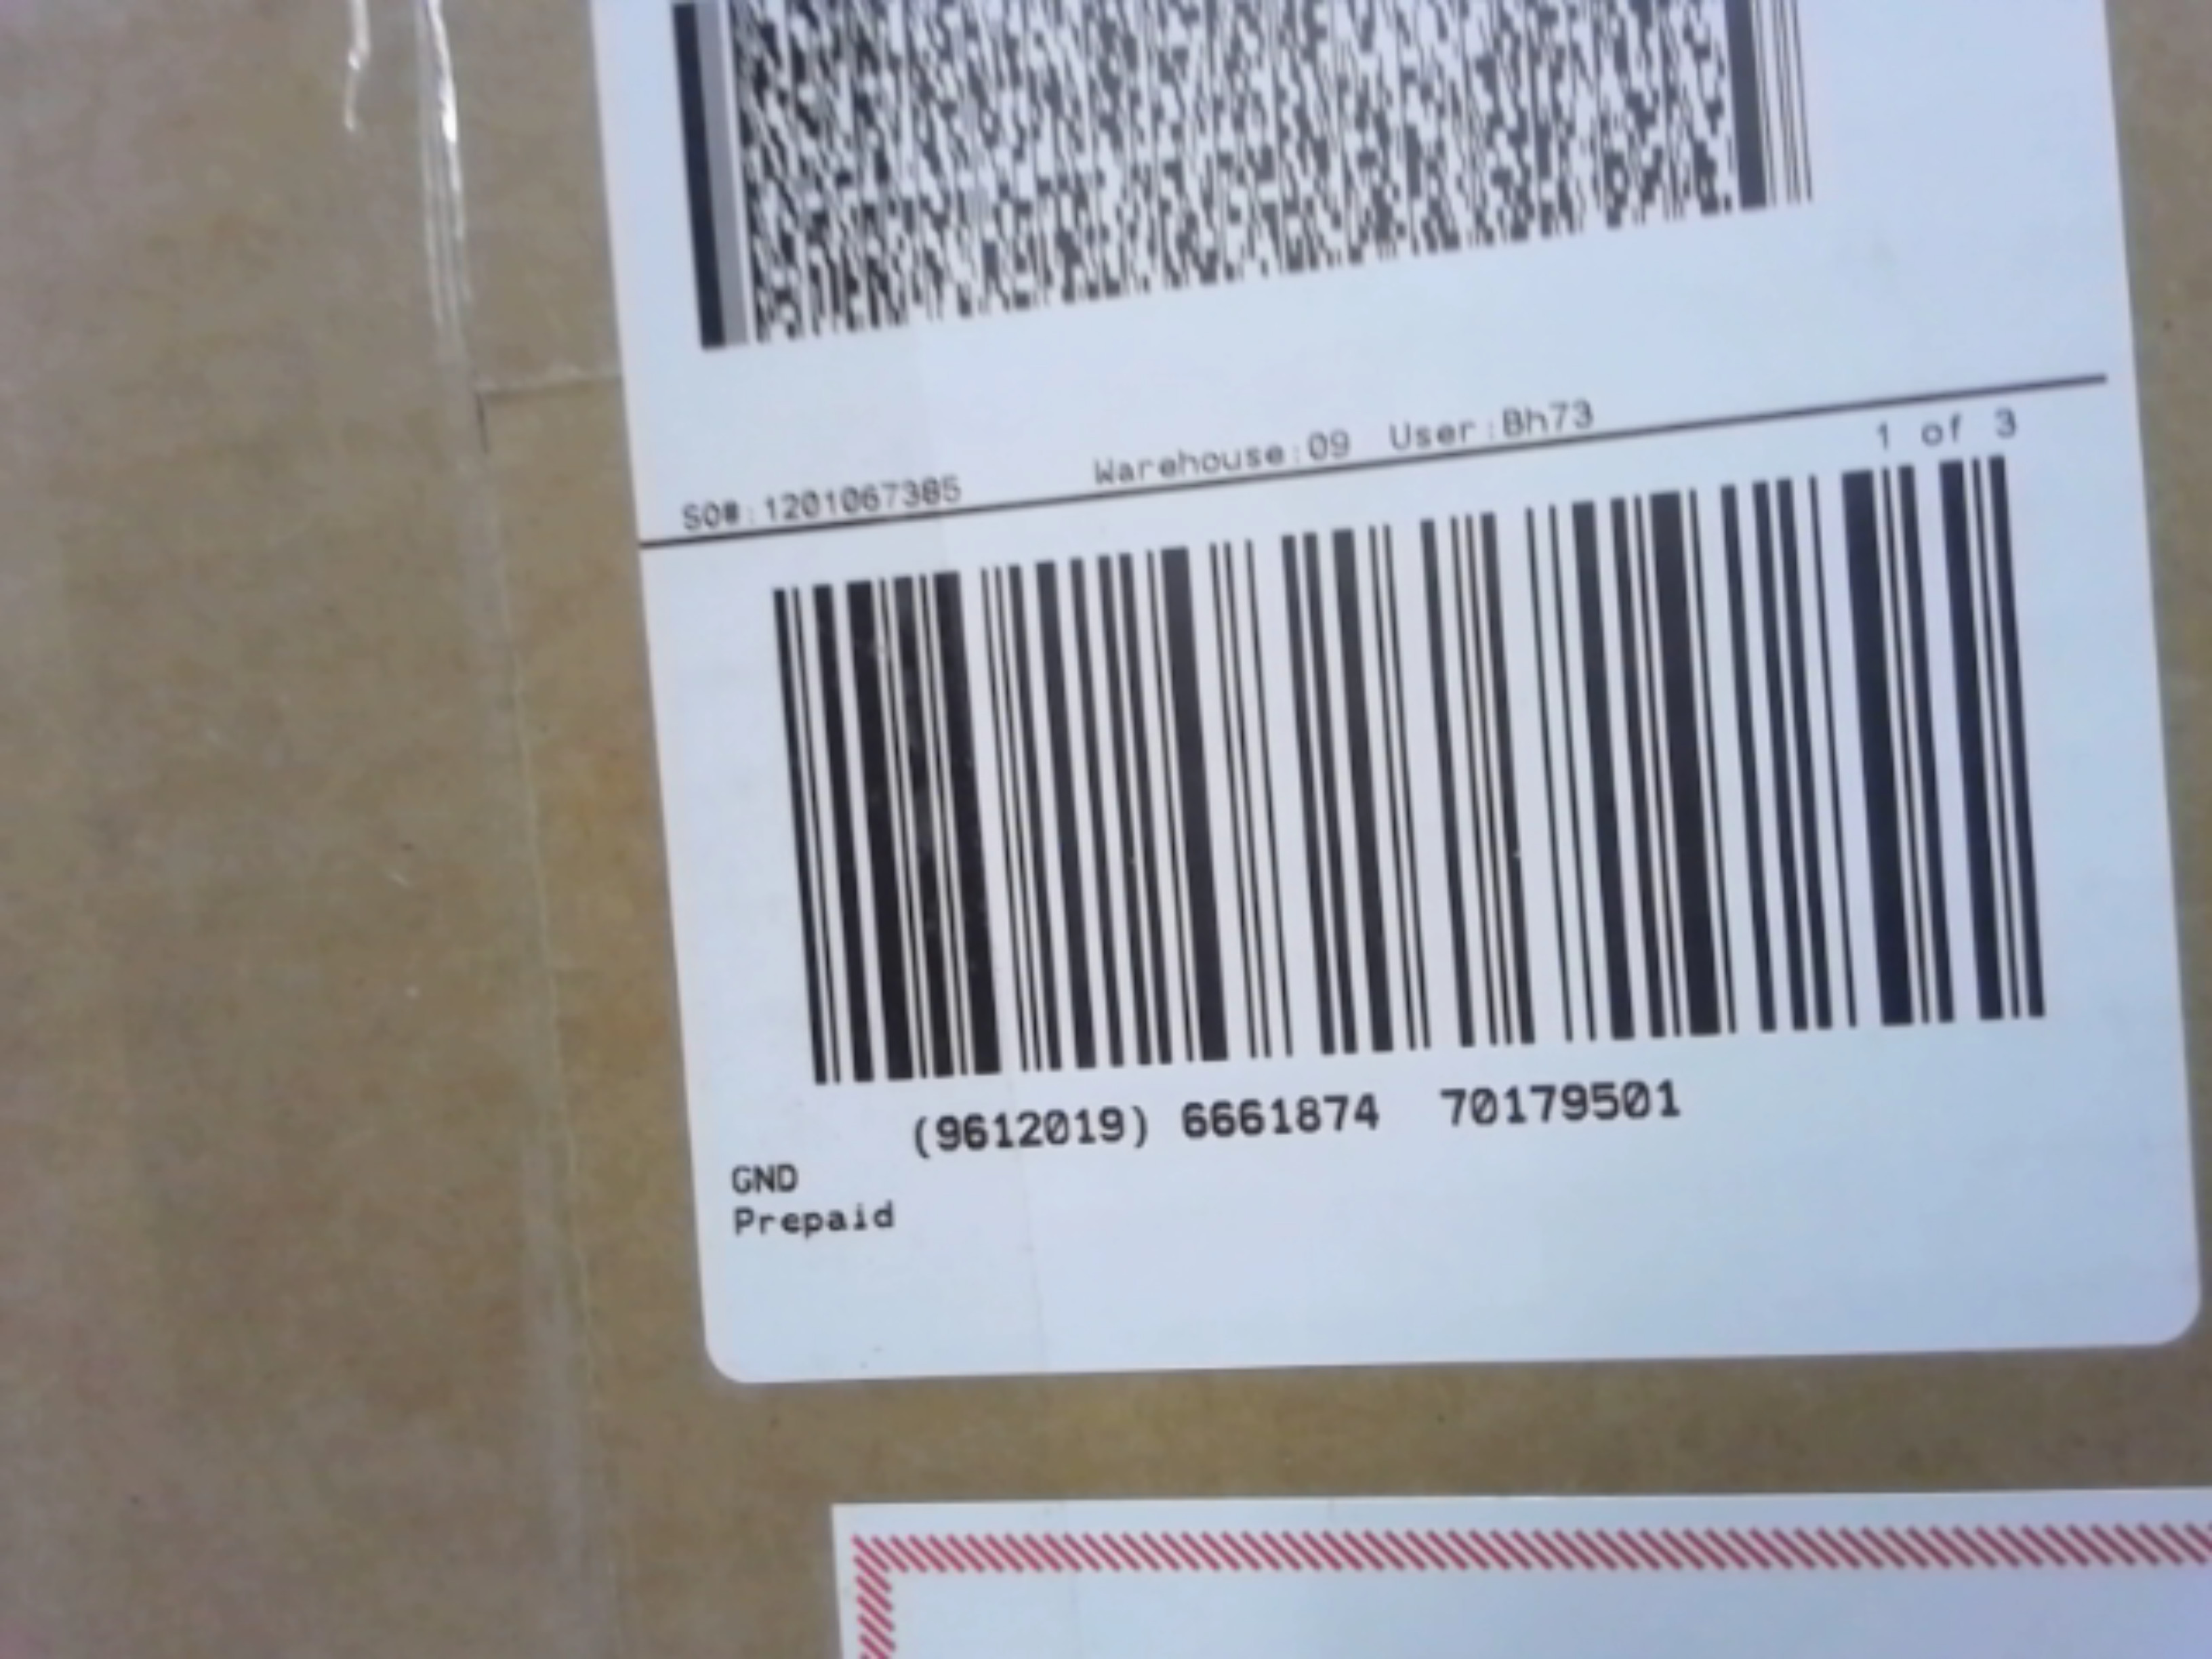 SO#:1201067385 Warehouse:09 User:Bh73
1 of 3
(9612019) 6661874 70179501
GND
Prepaid